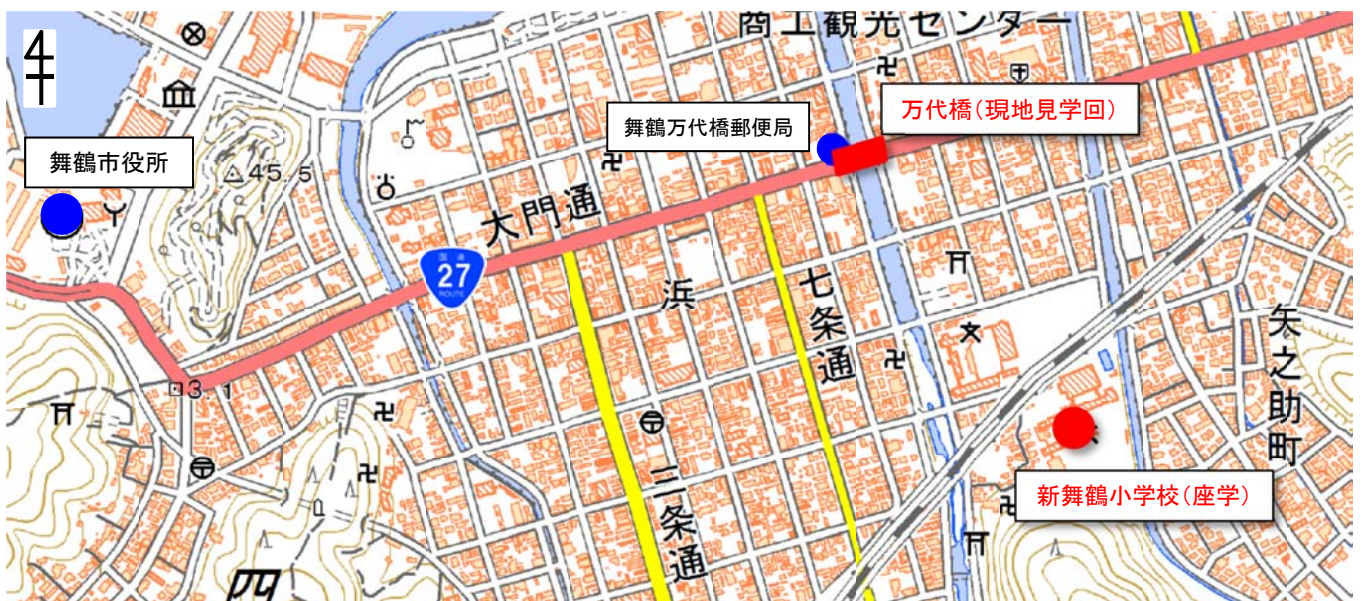 商工観光センター
万代橋(現地見学回)
舞鶴万代橋郵便局
舞鶴市役所
45.5
大門通
国道
27
ROUTE
浜
七条通
矢之助町
3.1
三条通
新舞鶴小学校(座学)
四